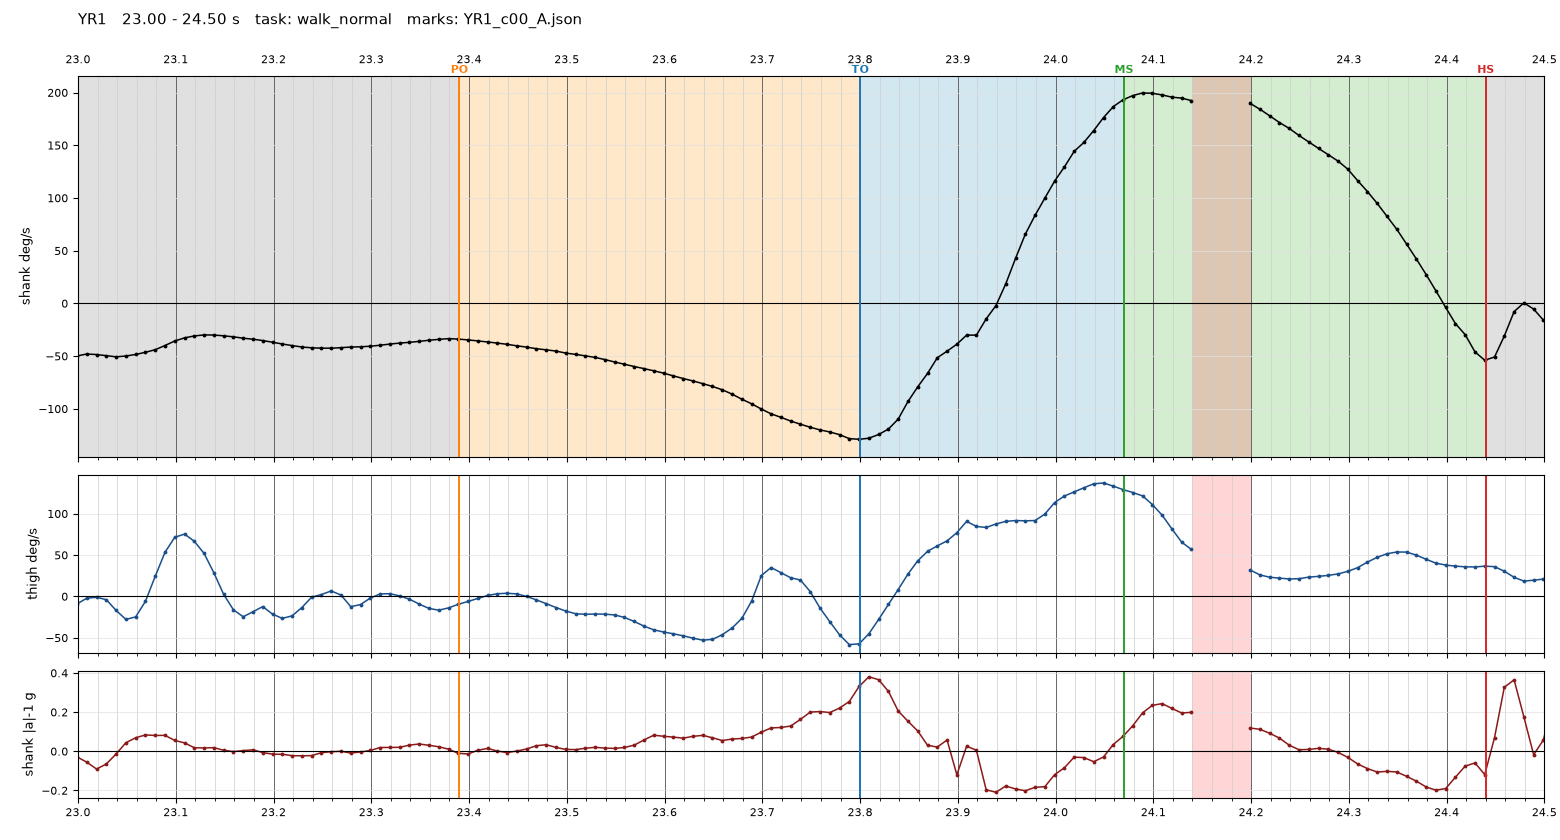 YR1   23.00 - 24.50 s   task: walk_normal   marks: YR1_c00_A.json
23.0 23.1 23.2 23.3 23.4 23.5 23.6 23.7 23.8 23.9 24.0 24.1 24.2 24.3 24.4 24.5
PO TO MS HS
shank deg/s
200
150
100
50
0
−50
−100
thigh deg/s
100
50
0
−50
shank |a|-1 g
0.4
0.2
0.0
−0.2
23.0 23.1 23.2 23.3 23.4 23.5 23.6 23.7 23.8 23.9 24.0 24.1 24.2 24.3 24.4 24.5